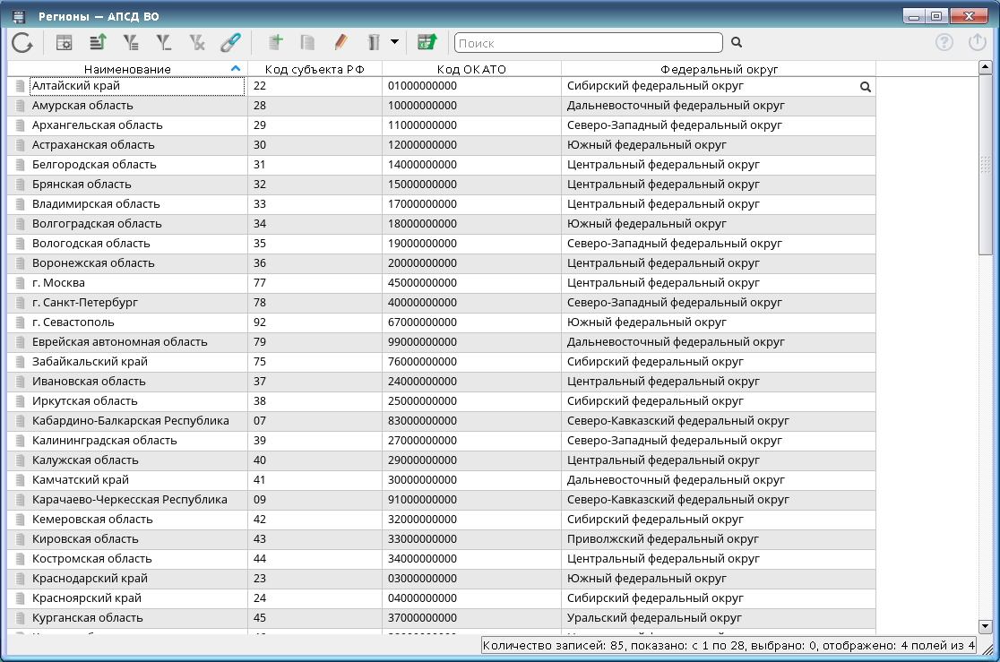 Регионы — АПСД ВО
Поиск
Наименование Код субъекта РФ Код ОКАТО Федеральный округ
Алтайский край 22 01000000000 Сибирский федеральный округ
Амурская область 28 10000000000 Дальневосточный федеральный округ
Архангельская область 29 11000000000 Северо-Западный федеральный округ
Астраханская область 30 12000000000 Южный федеральный округ
Белгородская область 31 14000000000 Центральный федеральный округ
Брянская область 32 15000000000 Центральный федеральный округ
Владимирская область 33 17000000000 Центральный федеральный округ
Волгоградская область 34 18000000000 Южный федеральный округ
Вологодская область 35 19000000000 Северо-Западный федеральный округ
Воронежская область 36 20000000000 Центральный федеральный округ
г. Москва 77 45000000000 Центральный федеральный округ
г. Санкт-Петербург 78 40000000000 Северо-Западный федеральный округ
г. Севастополь 92 67000000000 Южный федеральный округ
Еврейская автономная область 79 99000000000 Дальневосточный федеральный округ
Забайкальский край 75 76000000000 Сибирский федеральный округ
Ивановская область 37 24000000000 Центральный федеральный округ
Иркутская область 38 25000000000 Сибирский федеральный округ
Кабардино-Балкарская Республика 07 83000000000 Северо-Кавказский федеральный округ
Калининградская область 39 27000000000 Северо-Западный федеральный округ
Калужская область 40 29000000000 Центральный федеральный округ
Камчатский край 41 30000000000 Дальневосточный федеральный округ
Карачаево-Черкесская Республика 09 91000000000 Северо-Кавказский федеральный округ
Кемеровская область 42 32000000000 Сибирский федеральный округ
Кировская область 43 33000000000 Приволжский федеральный округ
Костромская область 44 34000000000 Центральный федеральный округ
Краснодарский край 23 03000000000 Южный федеральный округ
Красноярский край 24 04000000000 Сибирский федеральный округ
Курганская область 45 37000000000 Уральский федеральный округ
Количество записей: 85, показано: с 1 по 28, выбрано: 0, отображено: 4 полей из 4